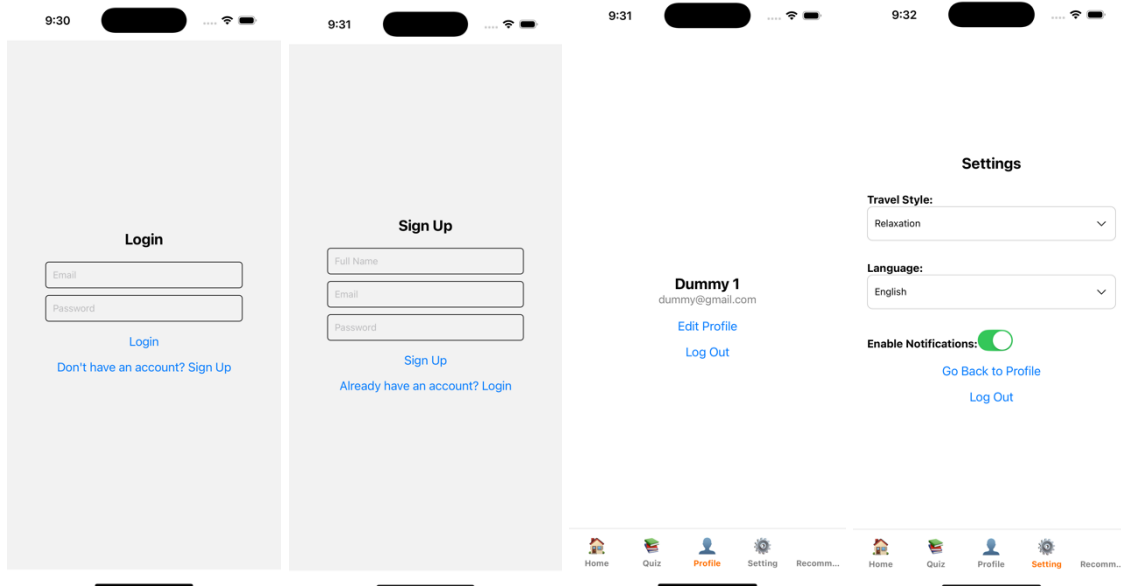 9:30
Login
Email
Password
Login
Don't have an account? Sign Up
9:31
Sign Up
Full Name
Email
Password
Sign Up
Already have an account? Login
9:31
Dummy 1
dummy@gmail.com
Edit Profile
Log Out
Home Quiz Profile Setting Recomm...
9:32
Settings
Travel Style:
Relaxation
Language:
English
Enable Notifications:
Go Back to Profile
Log Out
Home Quiz Profile Setting Recomm...